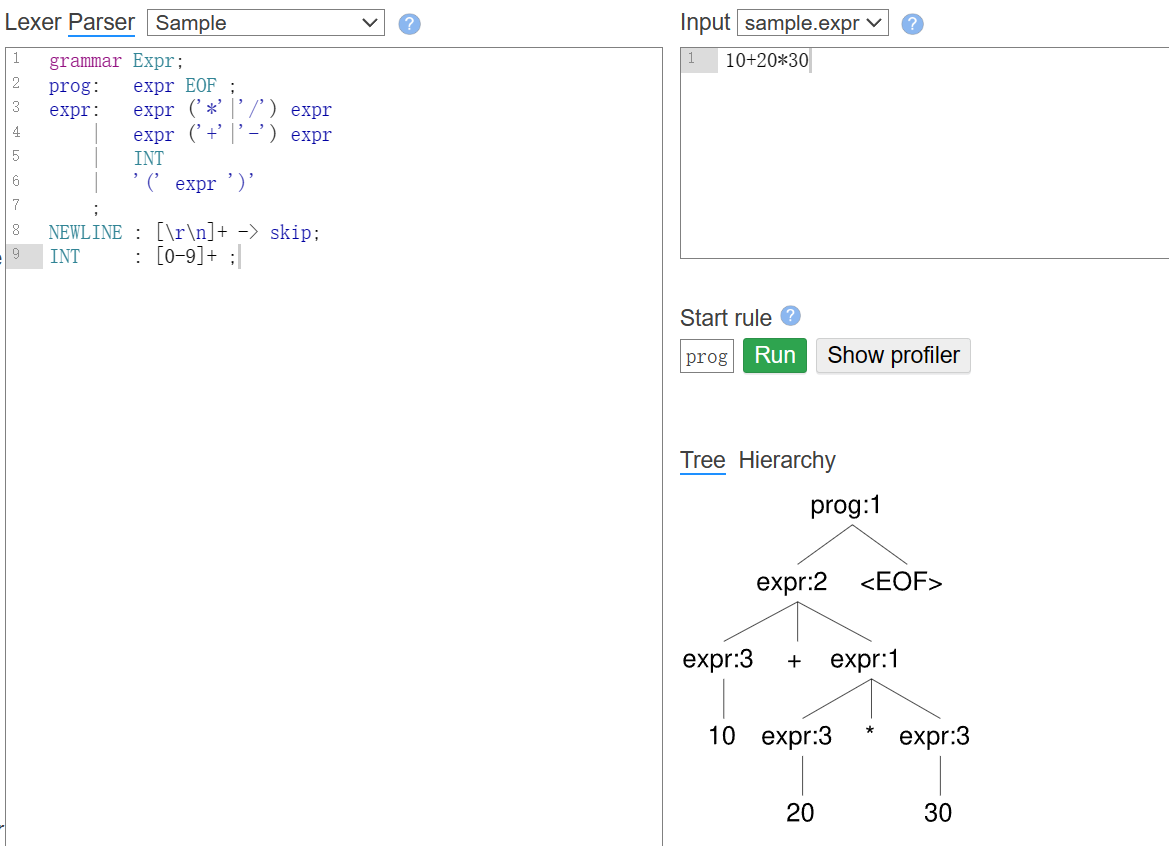 Lexer Parser Sample ?
1 grammar Expr;
2 prog: expr EOF ;
3 expr: expr ('*'|'/') expr
4 | expr ('+'|'-') expr
5 | INT
6 | '(' expr ')'
7 ;
8 NEWLINE : [\r\n]+ -> skip;
9 INT : [0-9]+ ;
Input sample.expr ?
1 10+20*30
Start rule ?
prog Run Show profiler
Tree Hierarchy
prog:1
expr:2 <EOF>
expr:3 + expr:1
10 expr:3 * expr:3
20 30